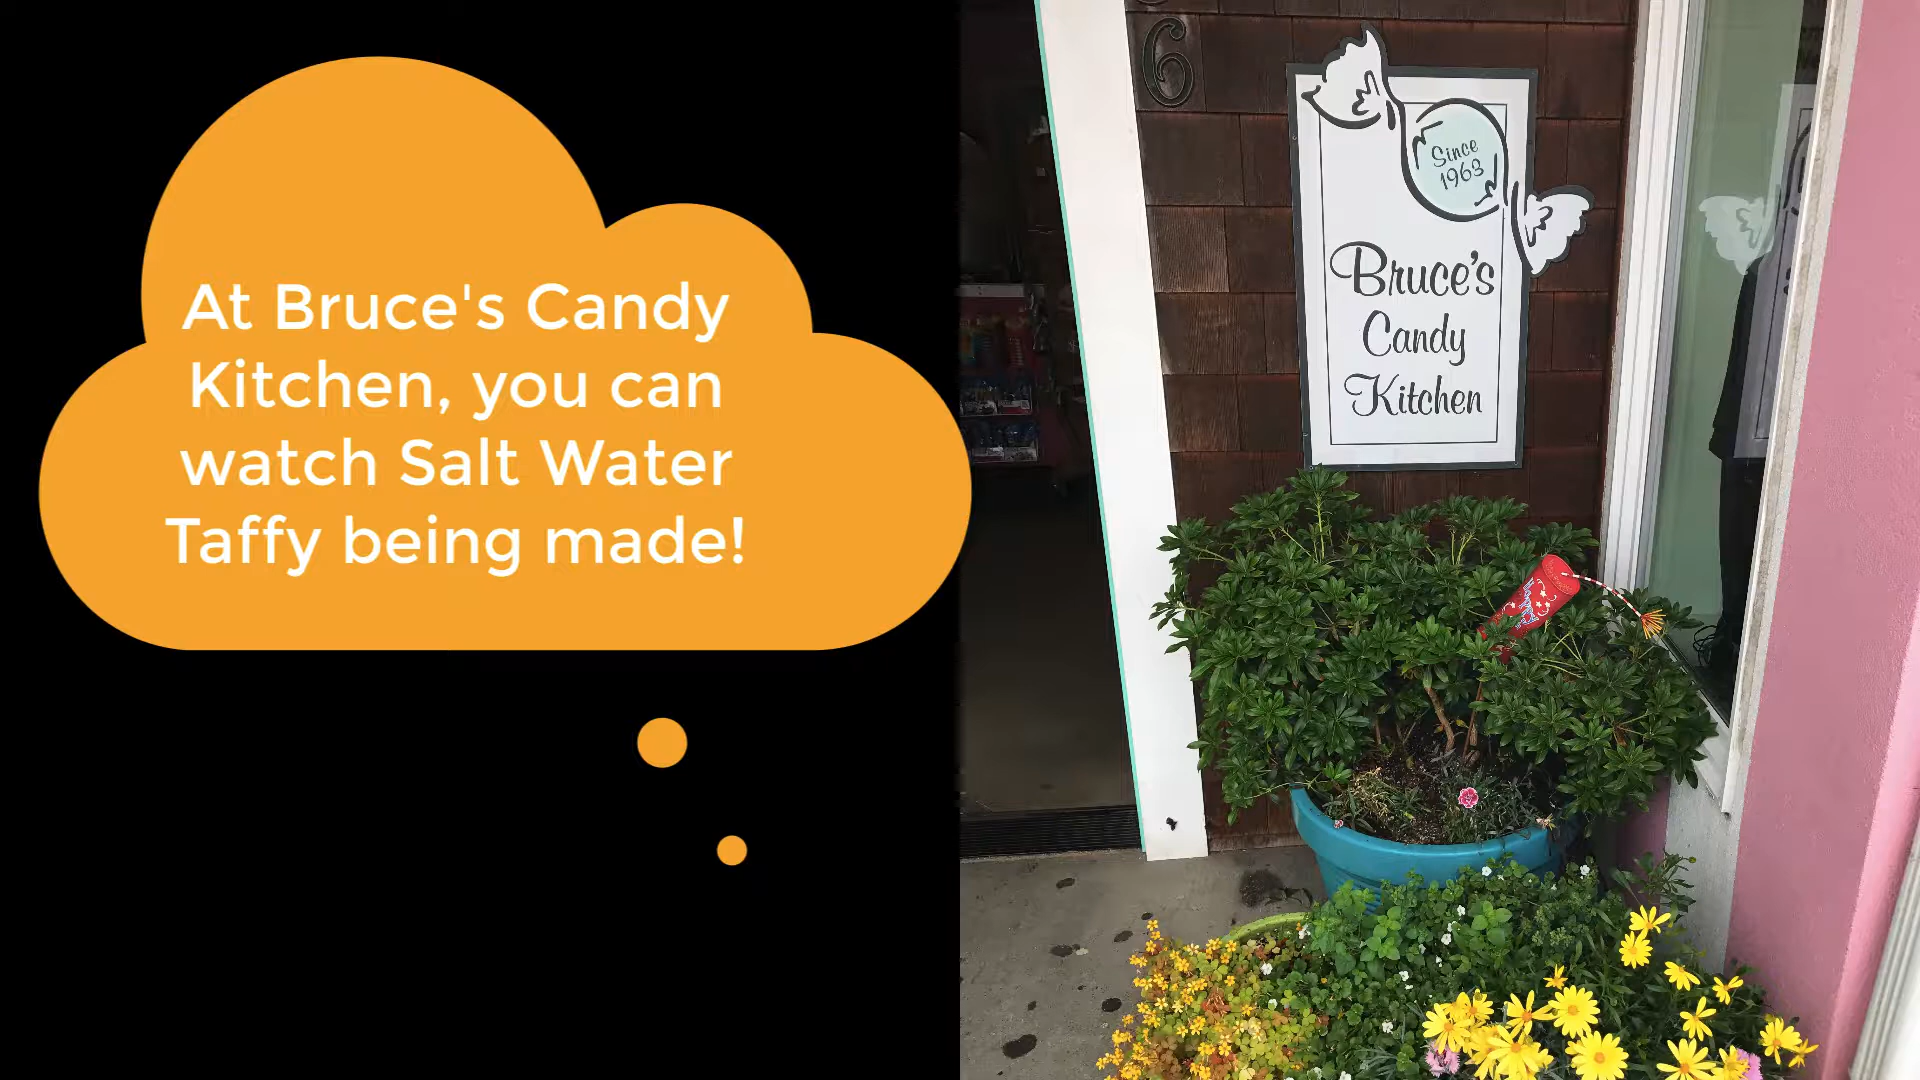 At Bruce's Candy
Kitchen, you can
watch Salt Water
Taffy being made!
6
Since
1963
Bruce's
Candy
Kitchen